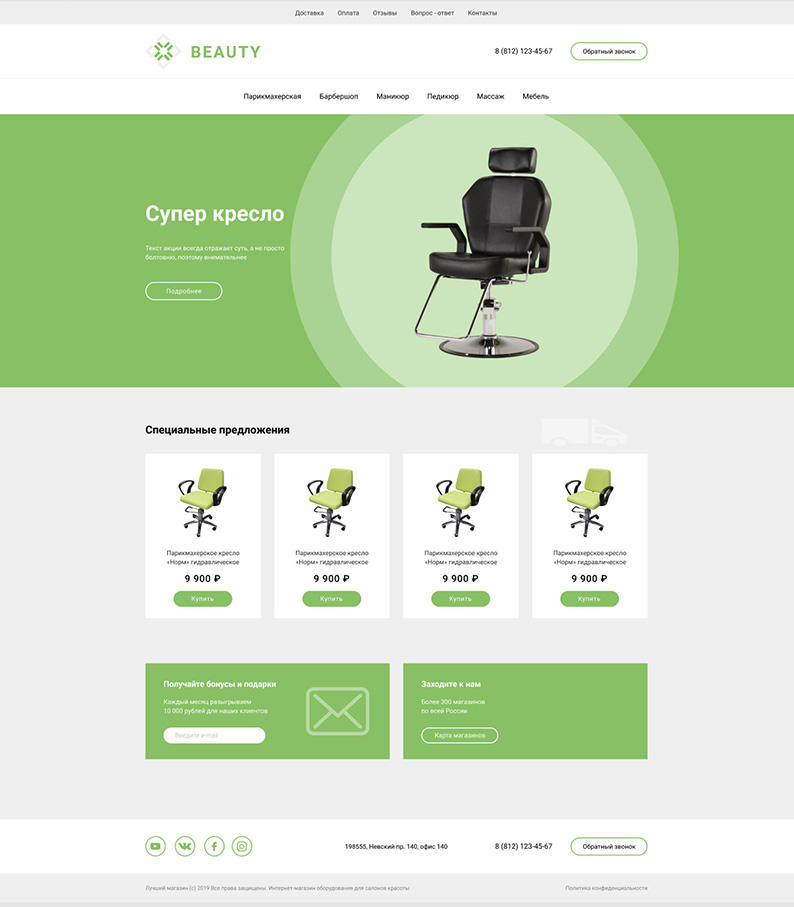 Доставка Оплата Отзывы Вопрос - ответ Контакты
BEAUTY
8 (812) 123-45-67
Обратный звонок
Парикмахерская Барбершоп Маникюр Педикюр Массаж Мебель
Супер кресло
Текст акции всегда отражает суть, а не просто
болтовню, поэтому внимательнее
Подробнее
Специальные предложения
Парикмахерское кресло
«Норм» гидравлическое
9 900 ₽
Купить
Парикмахерское кресло
«Норм» гидравлическое
9 900 ₽
Купить
Парикмахерское кресло
«Норм» гидравлическое
9 900 ₽
Купить
Парикмахерское кресло
«Норм» гидравлическое
9 900 ₽
Купить
Получайте бонусы и подарки
Каждый месяц разыгрываем
10 000 рублей для наших клиентов
Введите e-mail
Заходите к нам
Более 300 магазинов
по всей России
Карта магазинов
198555, Невский пр. 140, офис 140
8 (812) 123-45-67
Обратный звонок
Лучший магазин (с) 2019 Все права защищены. Интернет-магазин оборудование для салонов красоты
Политика конфиденциальности